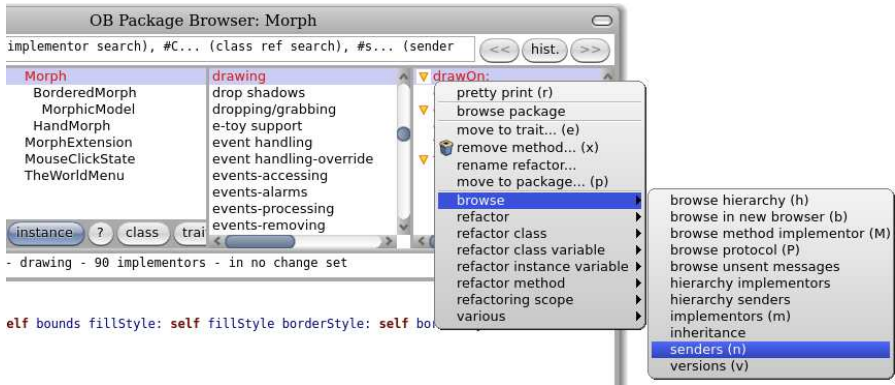 OB Package Browser: Morph
implementor search), #C... (class ref search), #s... (sender
<< hist. >>
Morph
BorderedMorph
MorphicModel
HandMorph
MorphExtension
MouseClickState
TheWorldMenu
drawing
drop shadows
dropping/grabbing
e-toy support
event handling
event handling-override
events-accessing
events-alarms
events-processing
events-removing
drawOn:
instance ? class trai
- drawing - 90 implementors - in no change set
elf bounds fillStyle: self fillStyle borderStyle: self bor
pretty print (r)
browse package
move to trait... (e)
remove method... (x)
rename refactor...
move to package... (p)
browse
refactor
refactor class
refactor class variable
refactor instance variable
refactor method
refactoring scope
various
browse hierarchy (h)
browse in new browser (b)
browse method implementor (M)
browse protocol (P)
browse unsent messages
hierarchy implementors
hierarchy senders
implementors (m)
inheritance
senders (n)
versions (v)